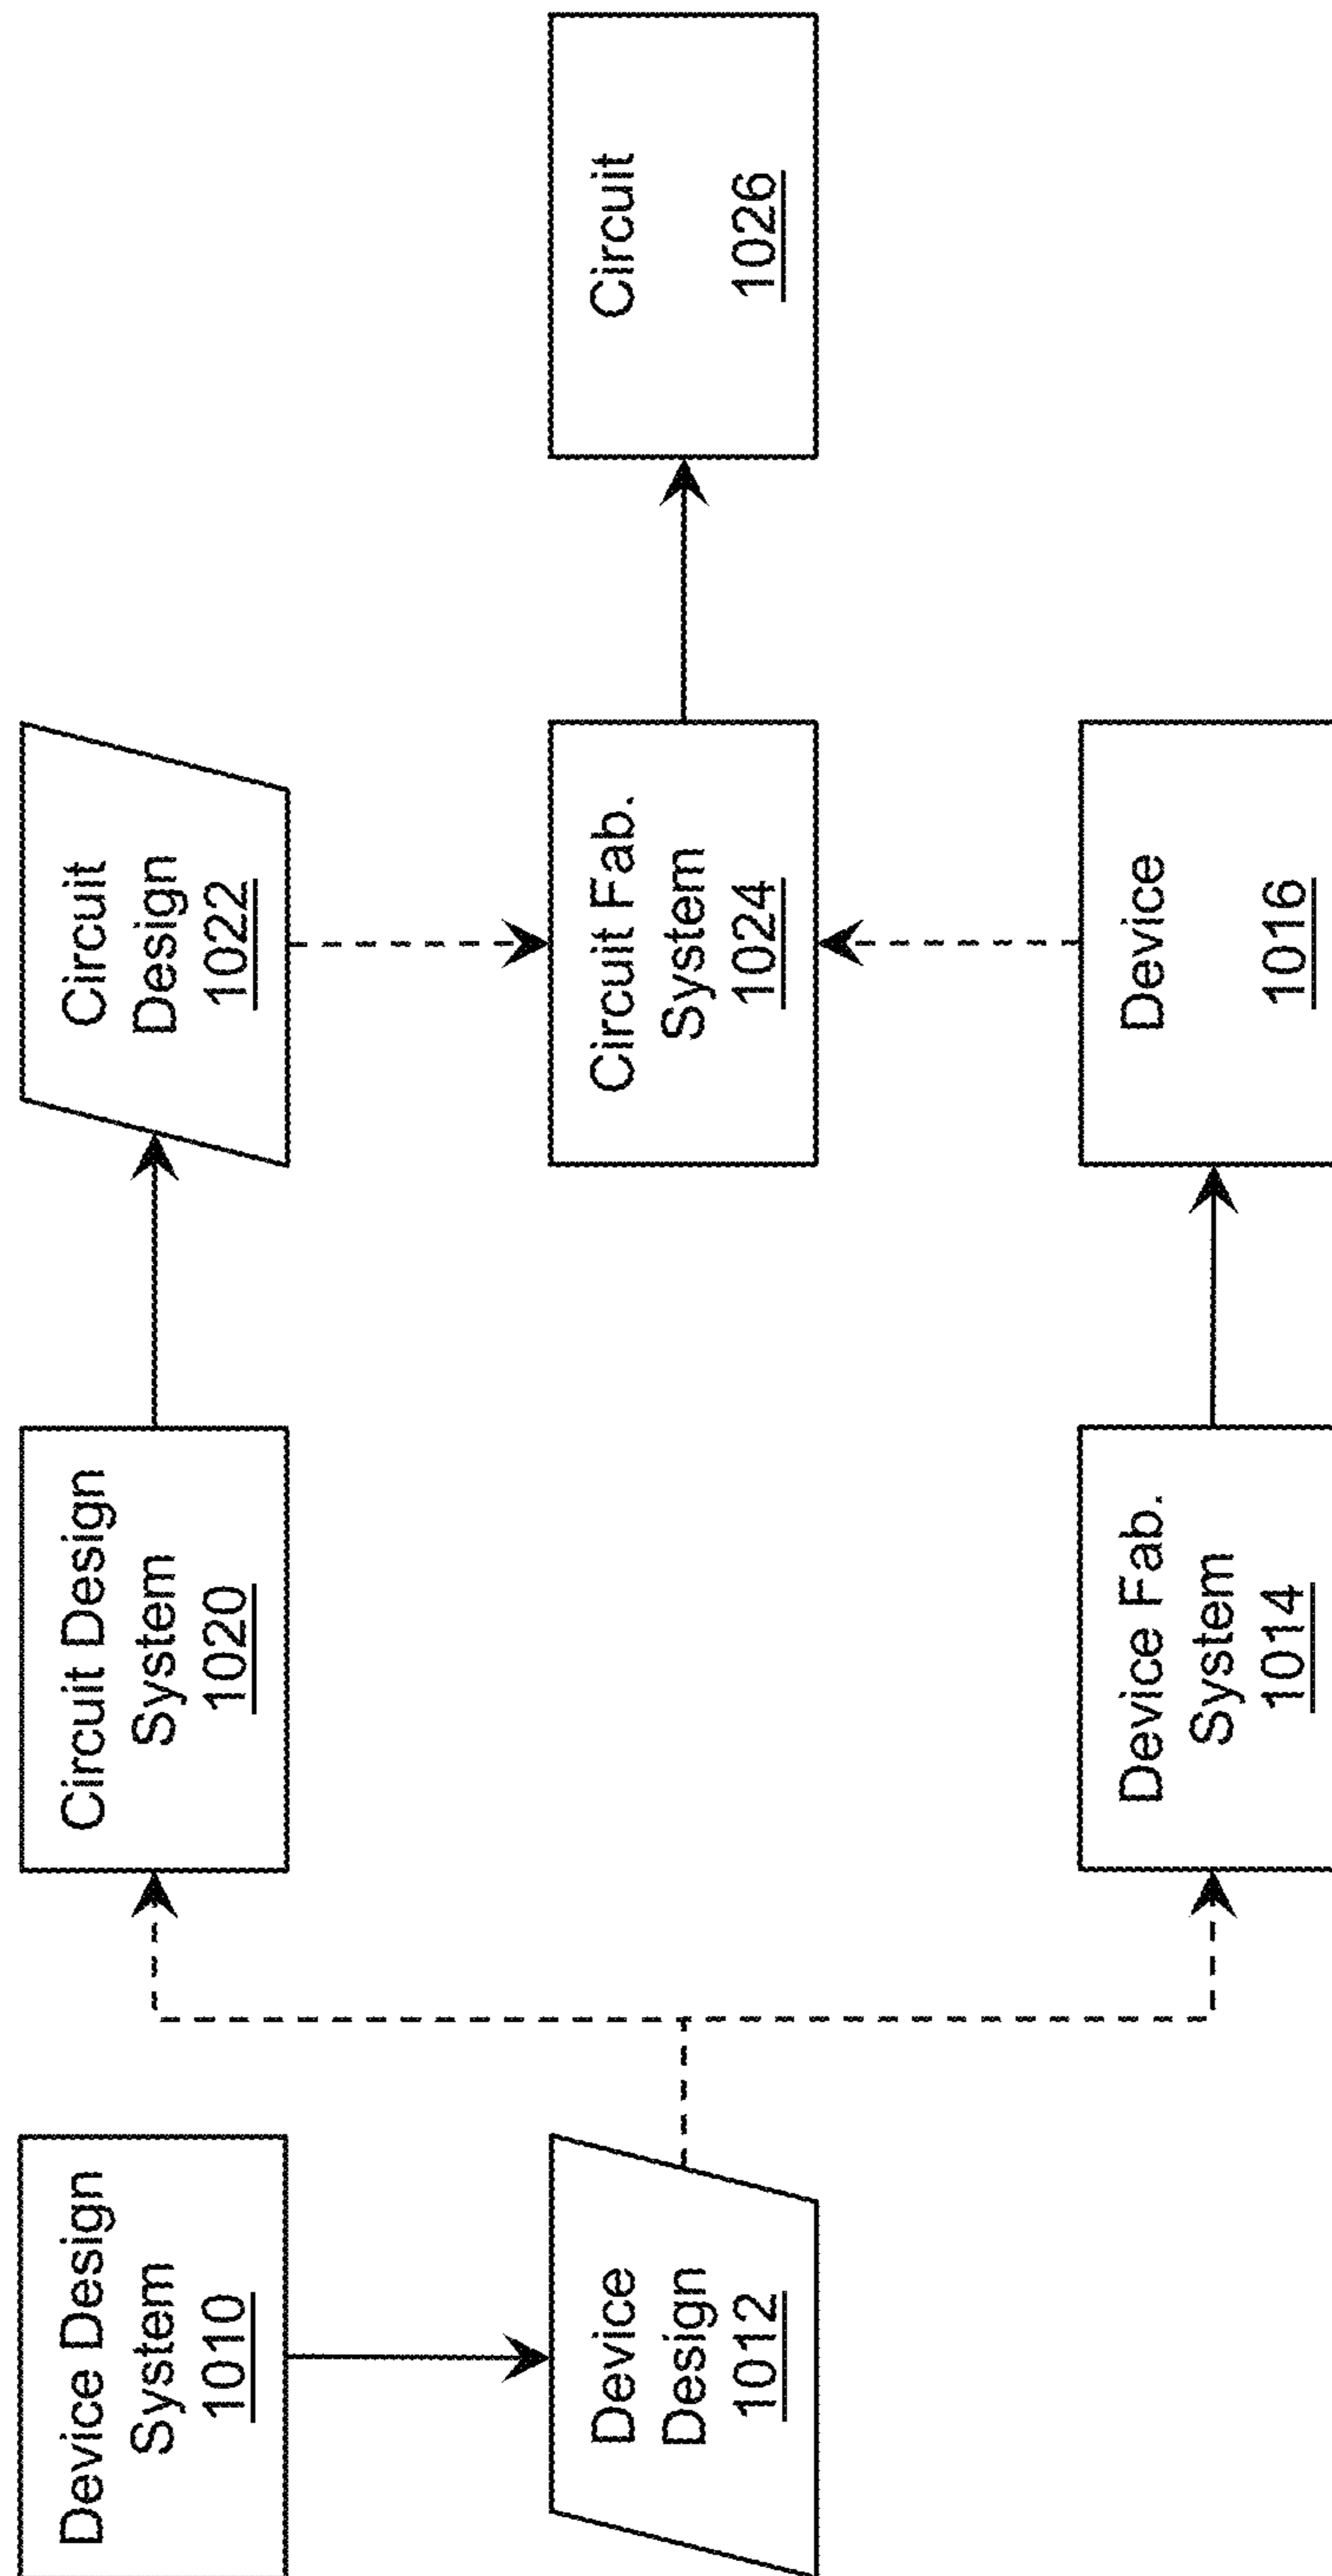 Device Design
System
1010
Device
Design
1012
Circuit Design
System
1020
Device Fab.
System
1014
Circuit
Design
1022
Circuit Fab.
System
1024
Device
1016
Circuit
1026